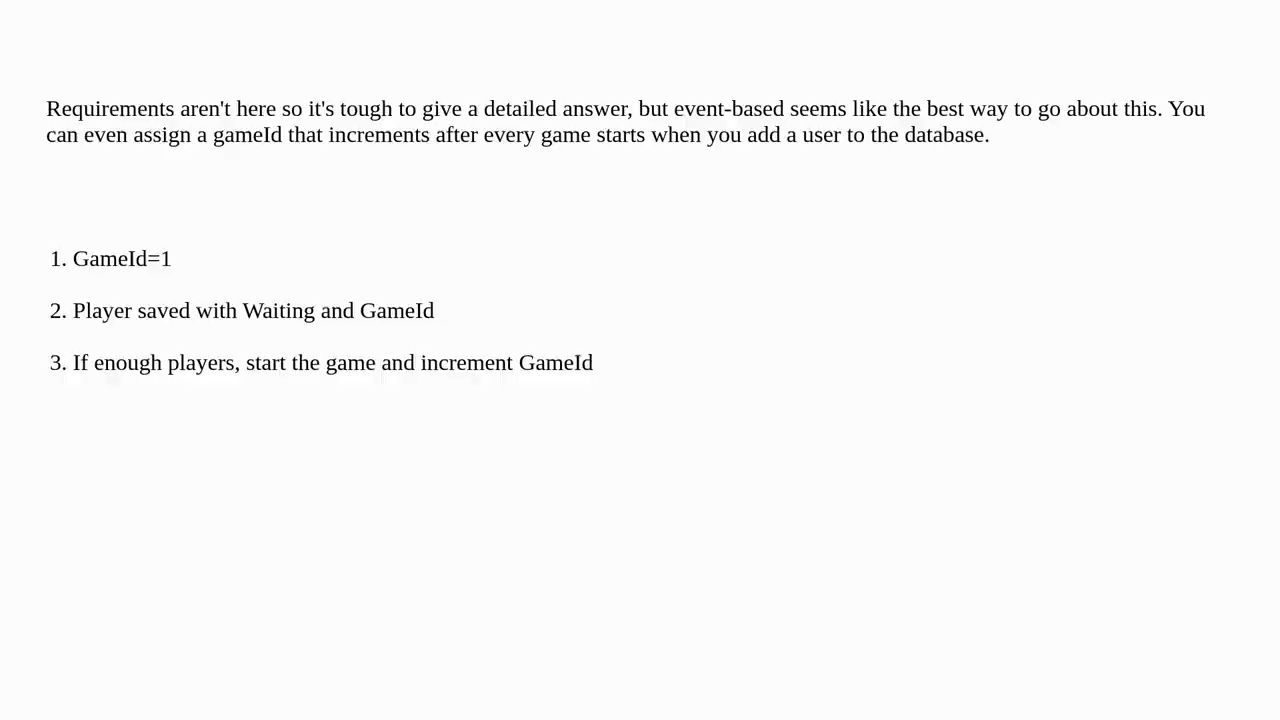 Requirements aren't here so it's tough to give a detailed answer, but event-based seems like the best way to go about this. You
can even assign a gameId that increments after every game starts when you add a user to the database.
1. GameId=1
2. Player saved with Waiting and GameId
3. If enough players, start the game and increment GameId